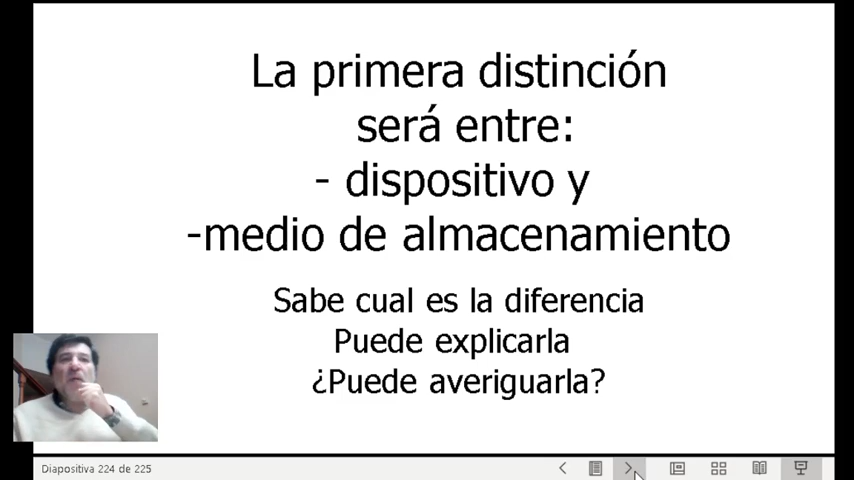 La primera distinción
será entre:
- dispositivo y
-medio de almacenamiento
Sabe cual es la diferencia
Puede explicarla
¿Puede averiguarla?
Diapositiva 224 de 225